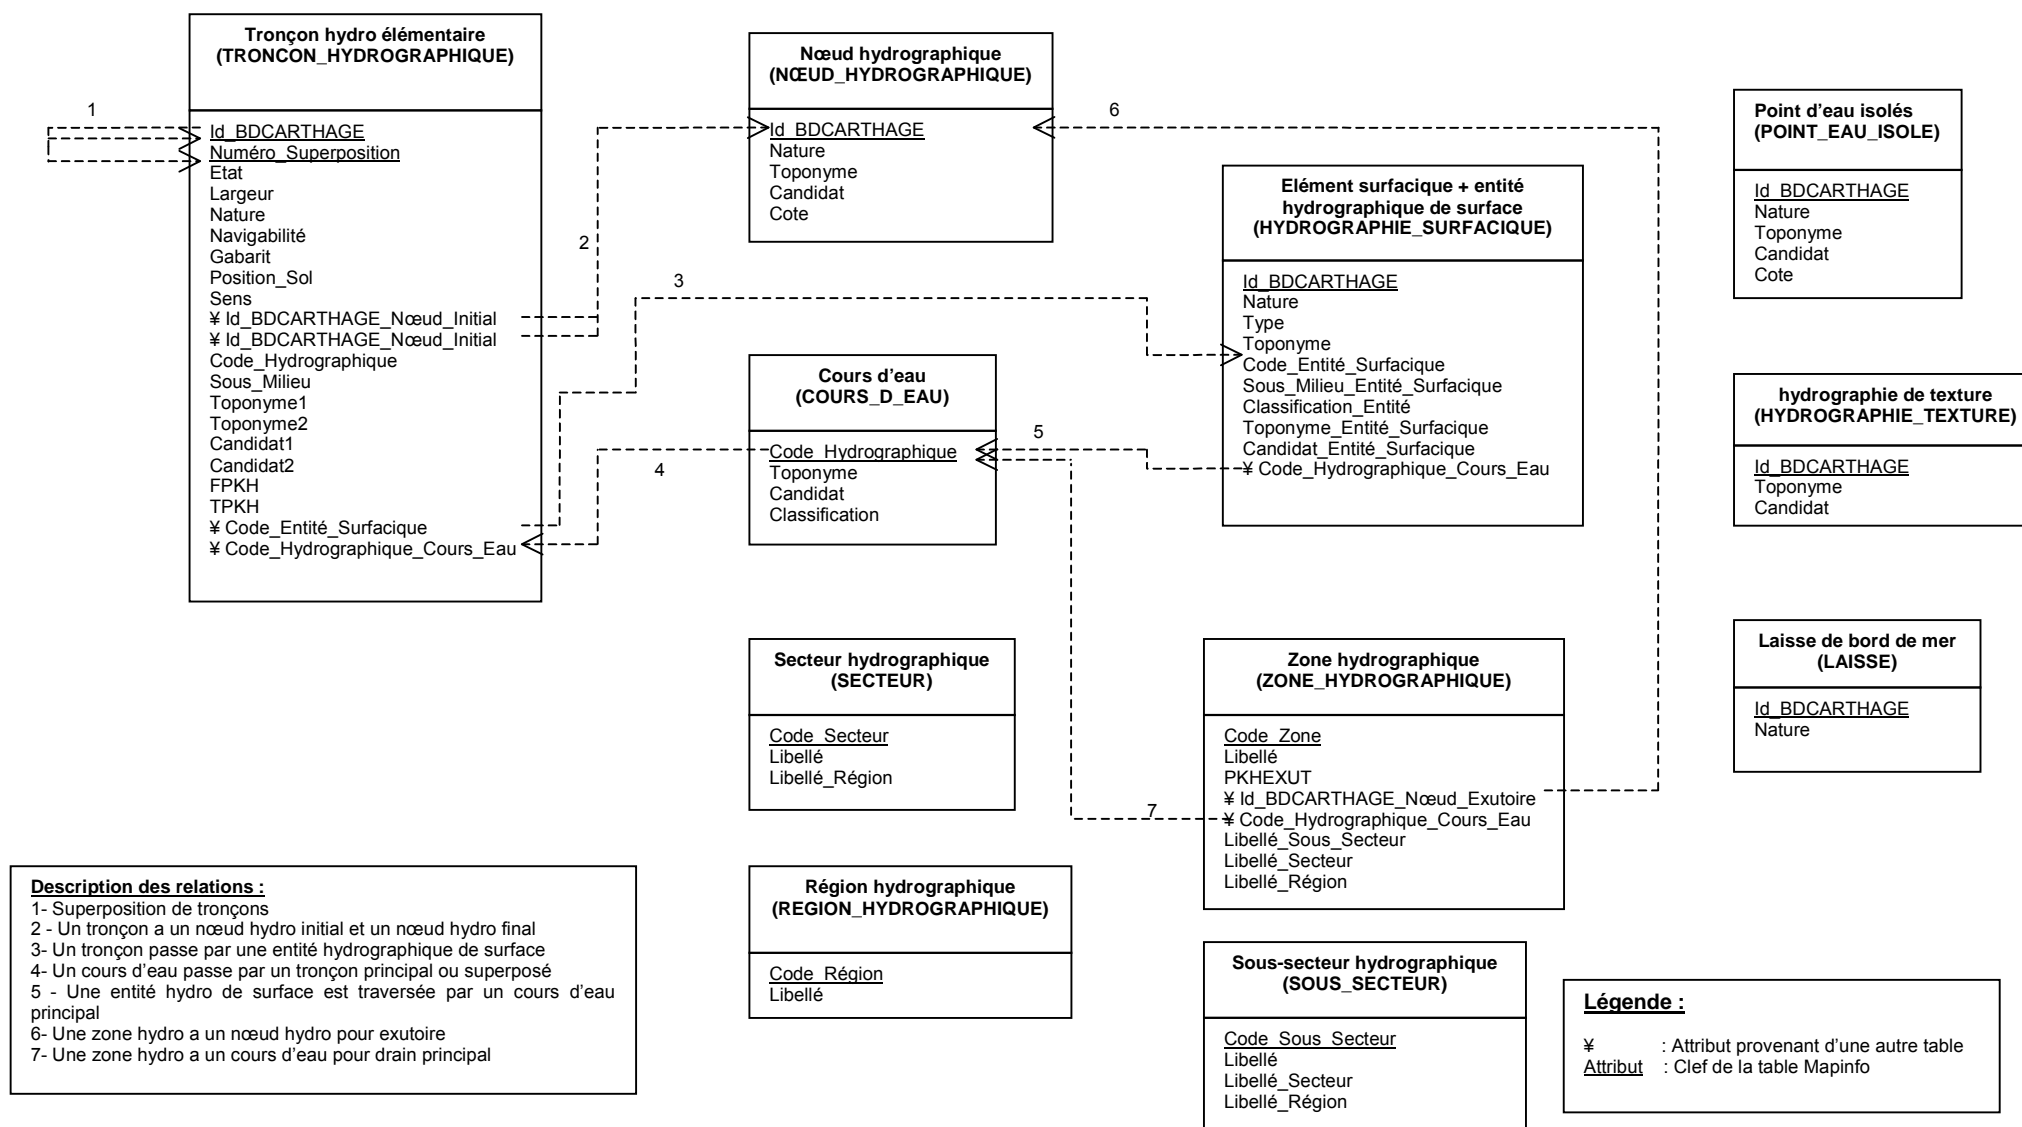 Tronçon hydro élémentaire
(TRONCON_HYDROGRAPHIQUE)
1
Id_BDCARTHAGE
Numéro_Superposition
Etat
Largeur
Nature
Navigabilité
Gabarit
Position_Sol
Sens
¥ Id_BDCARTHAGE_Nœud_Initial
¥ Id_BDCARTHAGE_Nœud_Initial
Code_Hydrographique
Sous_Milieu
Toponyme1
Toponyme2
Candidat1
Candidat2
FPKH
TPKH
¥ Code_Entité_Surfacique
¥ Code_Hydrographique_Cours_Eau
2
3
4
Nœud hydrographique
(NŒUD_HYDROGRAPHIQUE)
Id_BDCARTHAGE
Nature
Toponyme
Candidat
Cote
6
Cours d'eau
(COURS_D_EAU)
Code_Hydrographique
Toponyme
Candidat
Classification
5
Elément surfacique + entité
hydrographique de surface
(HYDROGRAPHIE_SURFACIQUE)
Id_BDCARTHAGE
Nature
Type
Toponyme
Code_Entité_Surfacique
Sous_Milieu_Entité_Surfacique
Classification_Entité
Toponyme_Entité_Surfacique
Candidat_Entité_Surfacique
¥ Code_Hydrographique_Cours_Eau
Point d'eau isolés
(POINT_EAU_ISOLE)
Id_BDCARTHAGE
Nature
Toponyme
Candidat
Cote
hydrographie de texture
(HYDROGRAPHIE_TEXTURE)
Id_BDCARTHAGE
Toponyme
Candidat
Laisse de bord de mer
(LAISSE)
Id_BDCARTHAGE
Nature
Secteur hydrographique
(SECTEUR)
Code_Secteur
Libellé
Libellé_Région
7
Zone hydrographique
(ZONE_HYDROGRAPHIQUE)
Code_Zone
Libellé
PKHEXUT
¥ Id_BDCARTHAGE_Nœud_Exutoire
¥ Code_Hydrographique_Cours_Eau
Libellé_Sous_Secteur
Libellé_Secteur
Libellé_Région
Région hydrographique
(REGION_HYDROGRAPHIQUE)
Code_Région
Libellé
Sous-secteur hydrographique
(SOUS_SECTEUR)
Code_Sous_Secteur
Libellé
Libellé_Secteur
Libellé_Région
Description des relations :
1- Superposition de tronçons
2 - Un tronçon a un nœud hydro initial et un nœud hydro final
3- Un tronçon passe par une entité hydrographique de surface
4- Un cours d'eau passe par un tronçon principal ou superposé
5 - Une entité hydro de surface est traversée par un cours d'eau
principal
6- Une zone hydro a un nœud hydro pour exutoire
7- Une zone hydro a un cours d'eau pour drain principal
Légende :
¥ : Attribut provenant d'une autre table
Attribut : Clef de la table Mapinfo